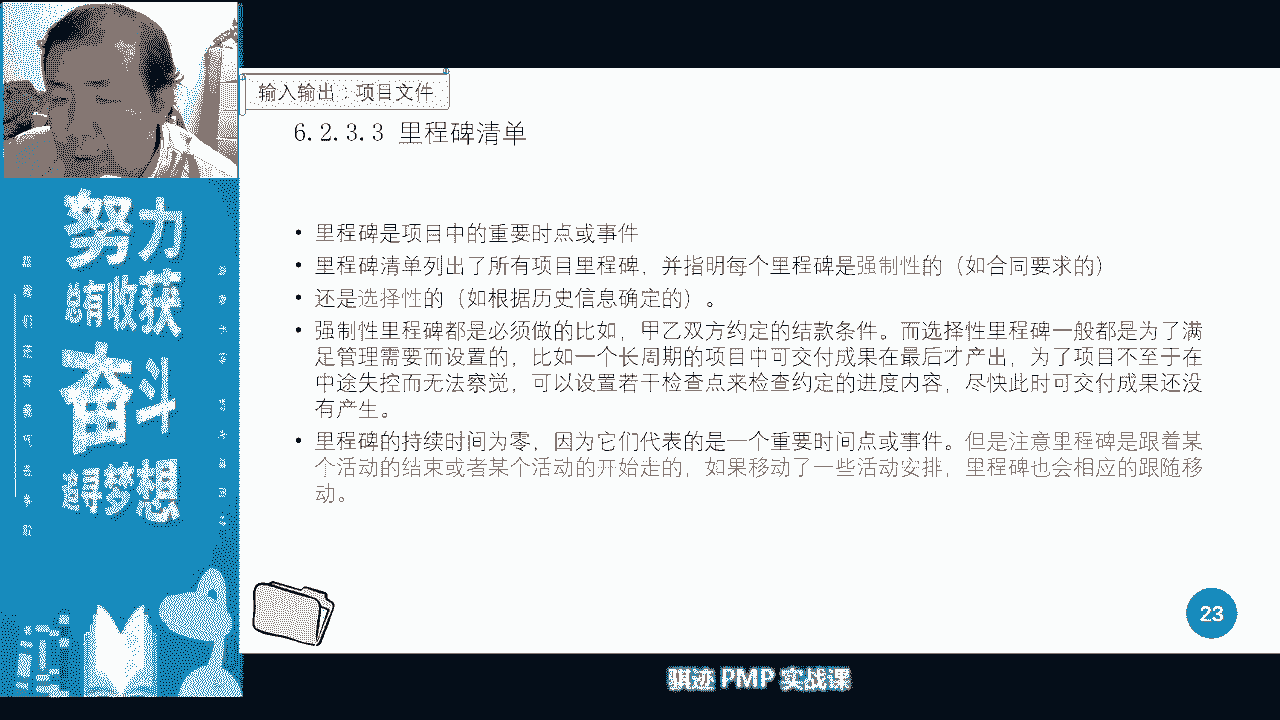 输入输出：项目文件
6.2.3.3 里程碑清单
• 里程碑是项目中的重要时点或事件
• 里程碑清单列出了所有项目里程碑，并指明每个里程碑是强制性的（如合同要求的）
• 还是选择性的（如根据历史信息确定的）。
• 强制性里程碑都是必须做的比如，甲乙双方约定的结款条件。而选择性里程碑一般都是为了满
足管理需要而设置的，比如一个长周期的项目中可交付成果在最后才产出，为了项目不至于在
中途失控而无法察觉，可以设置若干检查点来检查约定的进度内容，尽快此时可交付成果还没
有产生。
• 里程碑的持续时间为零，因为它们代表的是一个重要时间点或事件。但是注意里程碑是跟着某
个活动的结束或者某个活动的开始走的，如果移动了一些活动安排，里程碑也会相应的跟随移
动。
努力
总有收获
奋斗
追寻梦想
23
骐迹 PMP 实战课